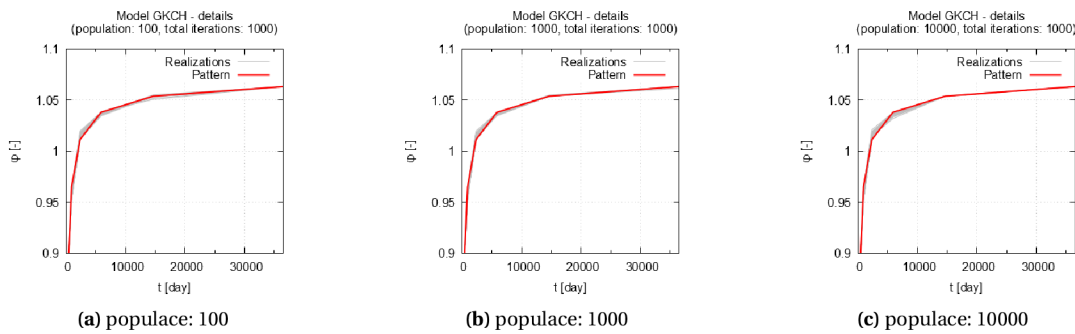 Model GKCH - details
(population: 100, total iterations: 1000)
1.1
1.05
1
0.95
0.9
φ [-]
Realizations
Pattern
0 10000 20000 30000
t [day]
(a) populace: 100
Model GKCH - details
(population: 1000, total iterations: 1000)
1.1
1.05
1
0.95
0.9
φ [-]
Realizations
Pattern
0 10000 20000 30000
t [day]
(b) populace: 1000
Model GKCH - details
(population: 10000, total iterations: 1000)
1.1
1.05
1
0.95
0.9
φ [-]
Realizations
Pattern
0 10000 20000 30000
t [day]
(c) populace: 10000